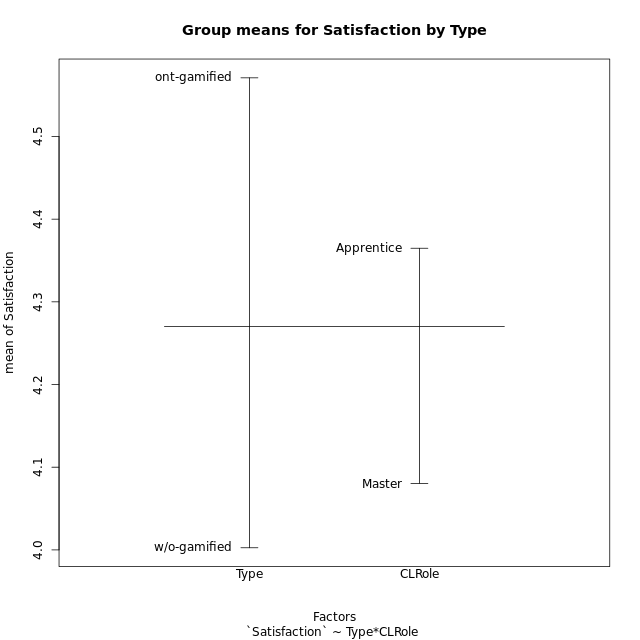 Group means for Satisfaction by Type
ont-gamified
4.5
4.4
Apprentice
4.3
mean of Satisfaction
4.2
4.1
Master
4.0
w/o-gamified
Type CLRole
Factors
`Satisfaction` ~ Type*CLRole